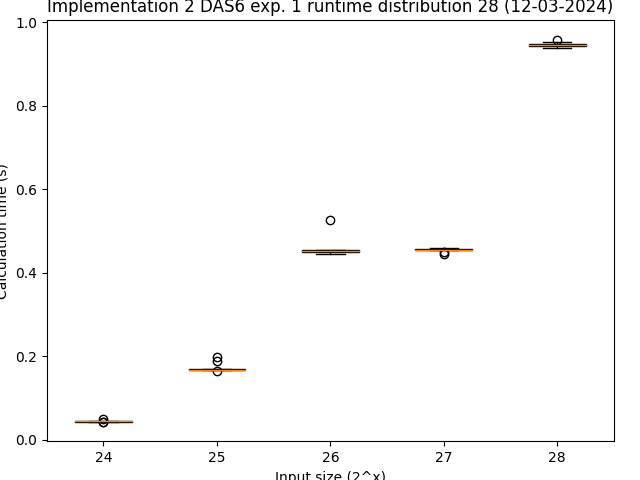 Implementation 2 DAS6 exp. 1 runtime distribution 28 (12-03-2024)
1.0
0.8
0.6
0.4
0.2
0.0
Calculation time (s)
24 25 26 27 28
Input size (2^x)